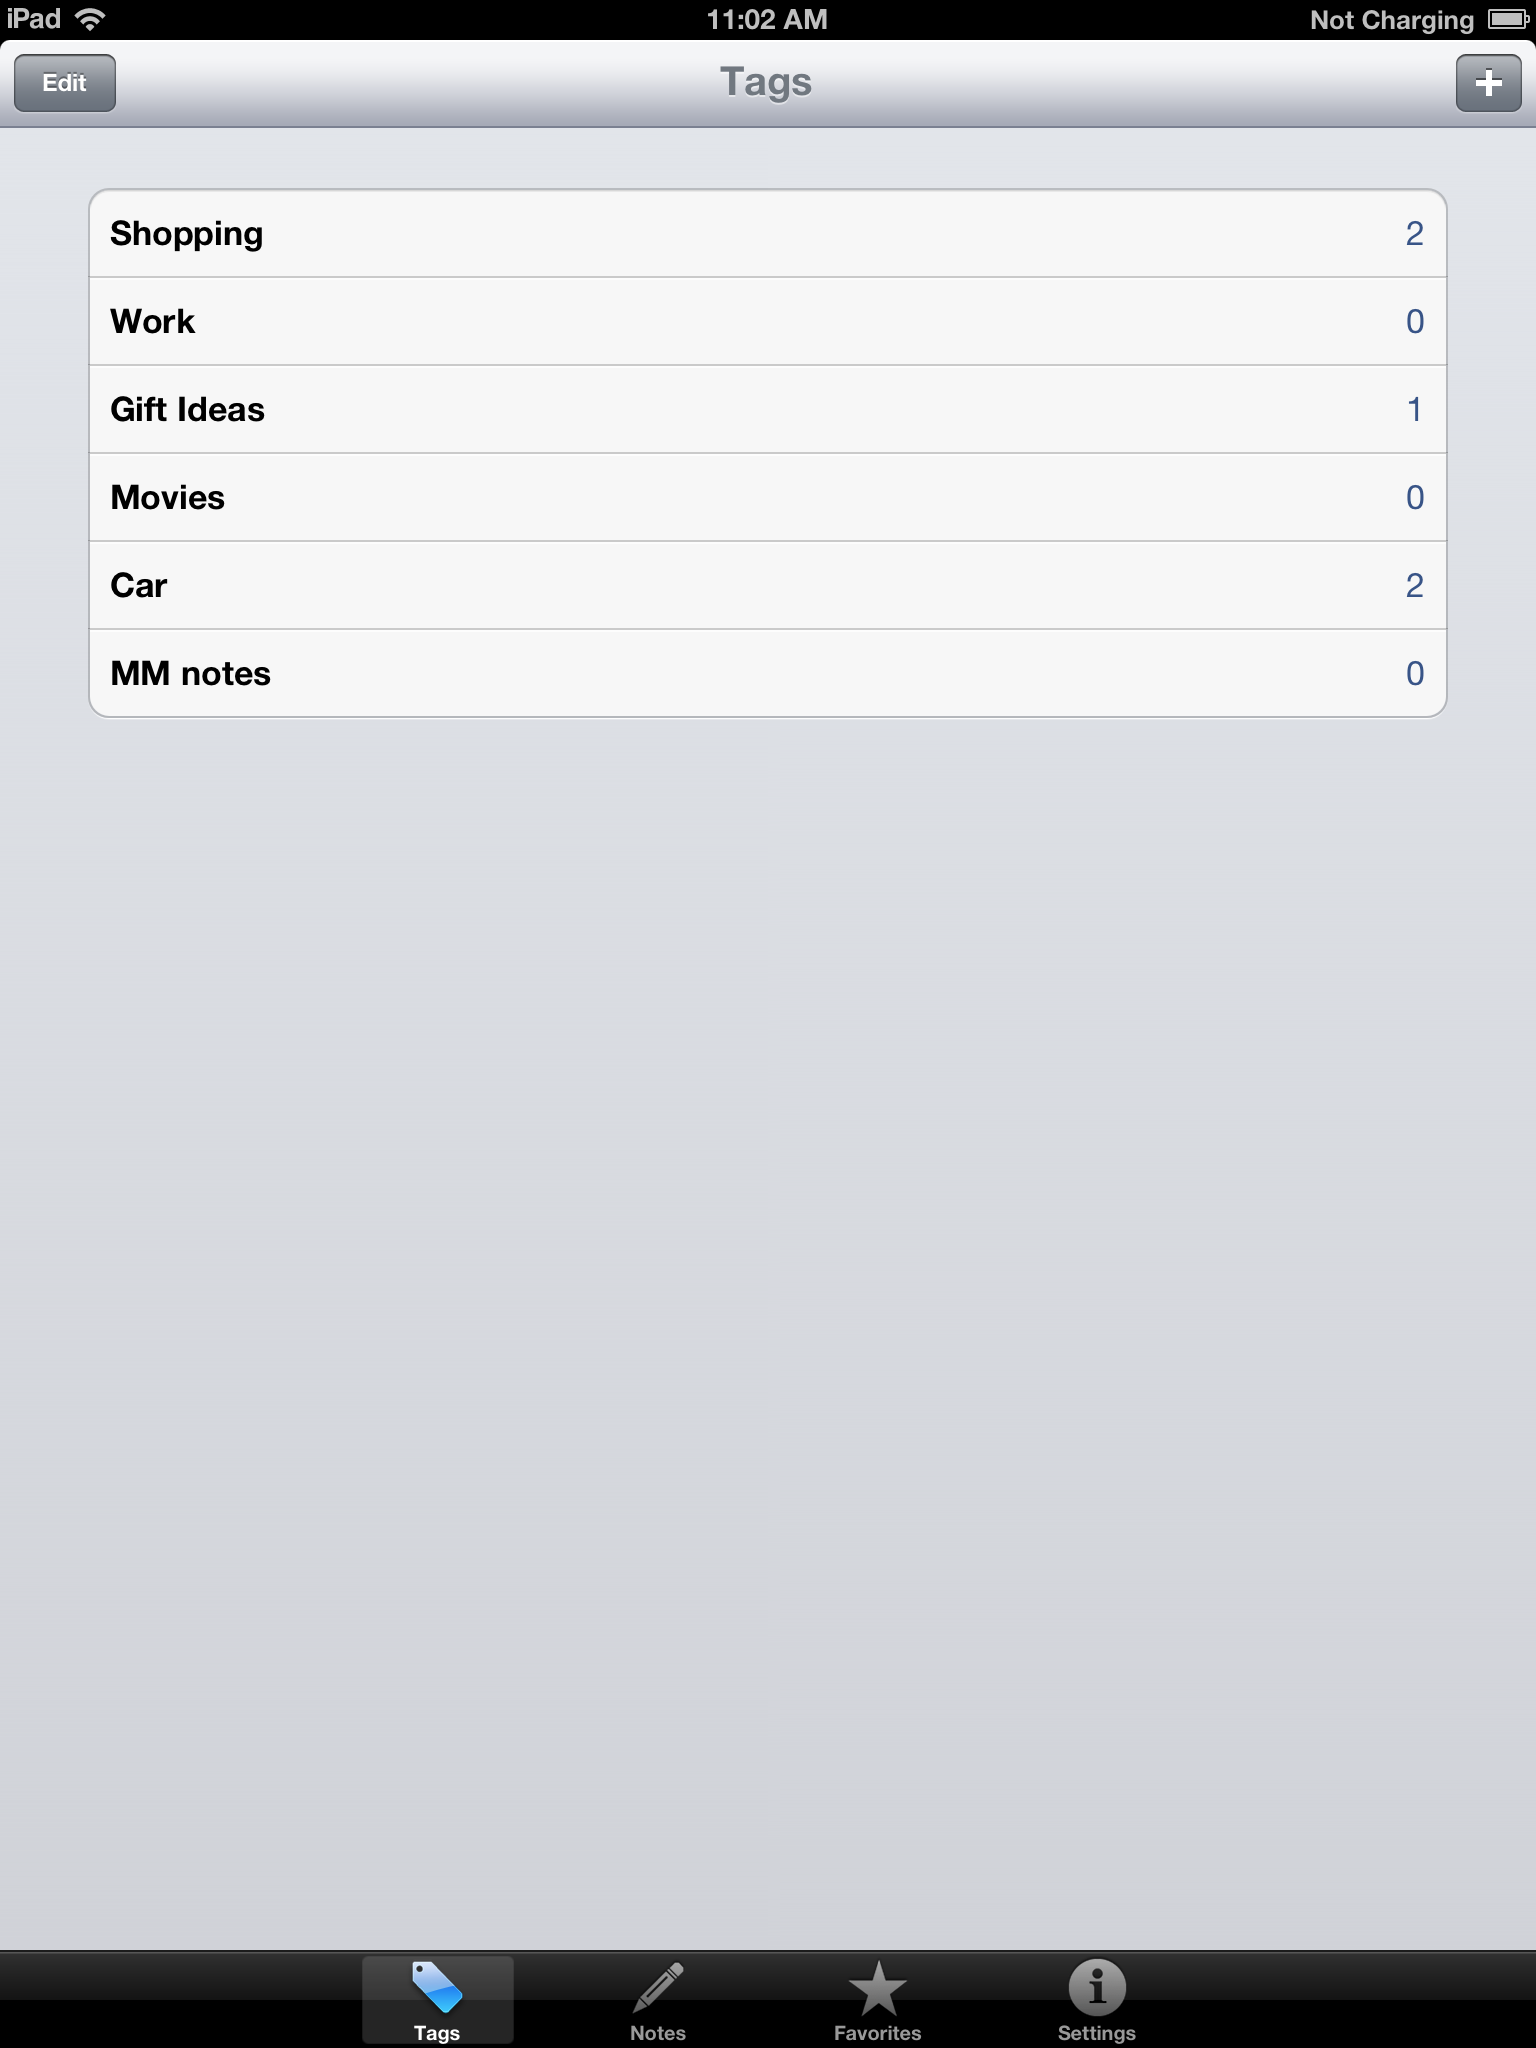 iPad 11:02 AM Not Charging
Edit Tags +
Shopping 2
Work 0
Gift Ideas 1
Movies 0
Car 2
MM notes 0
Tags Notes Favorites Settings